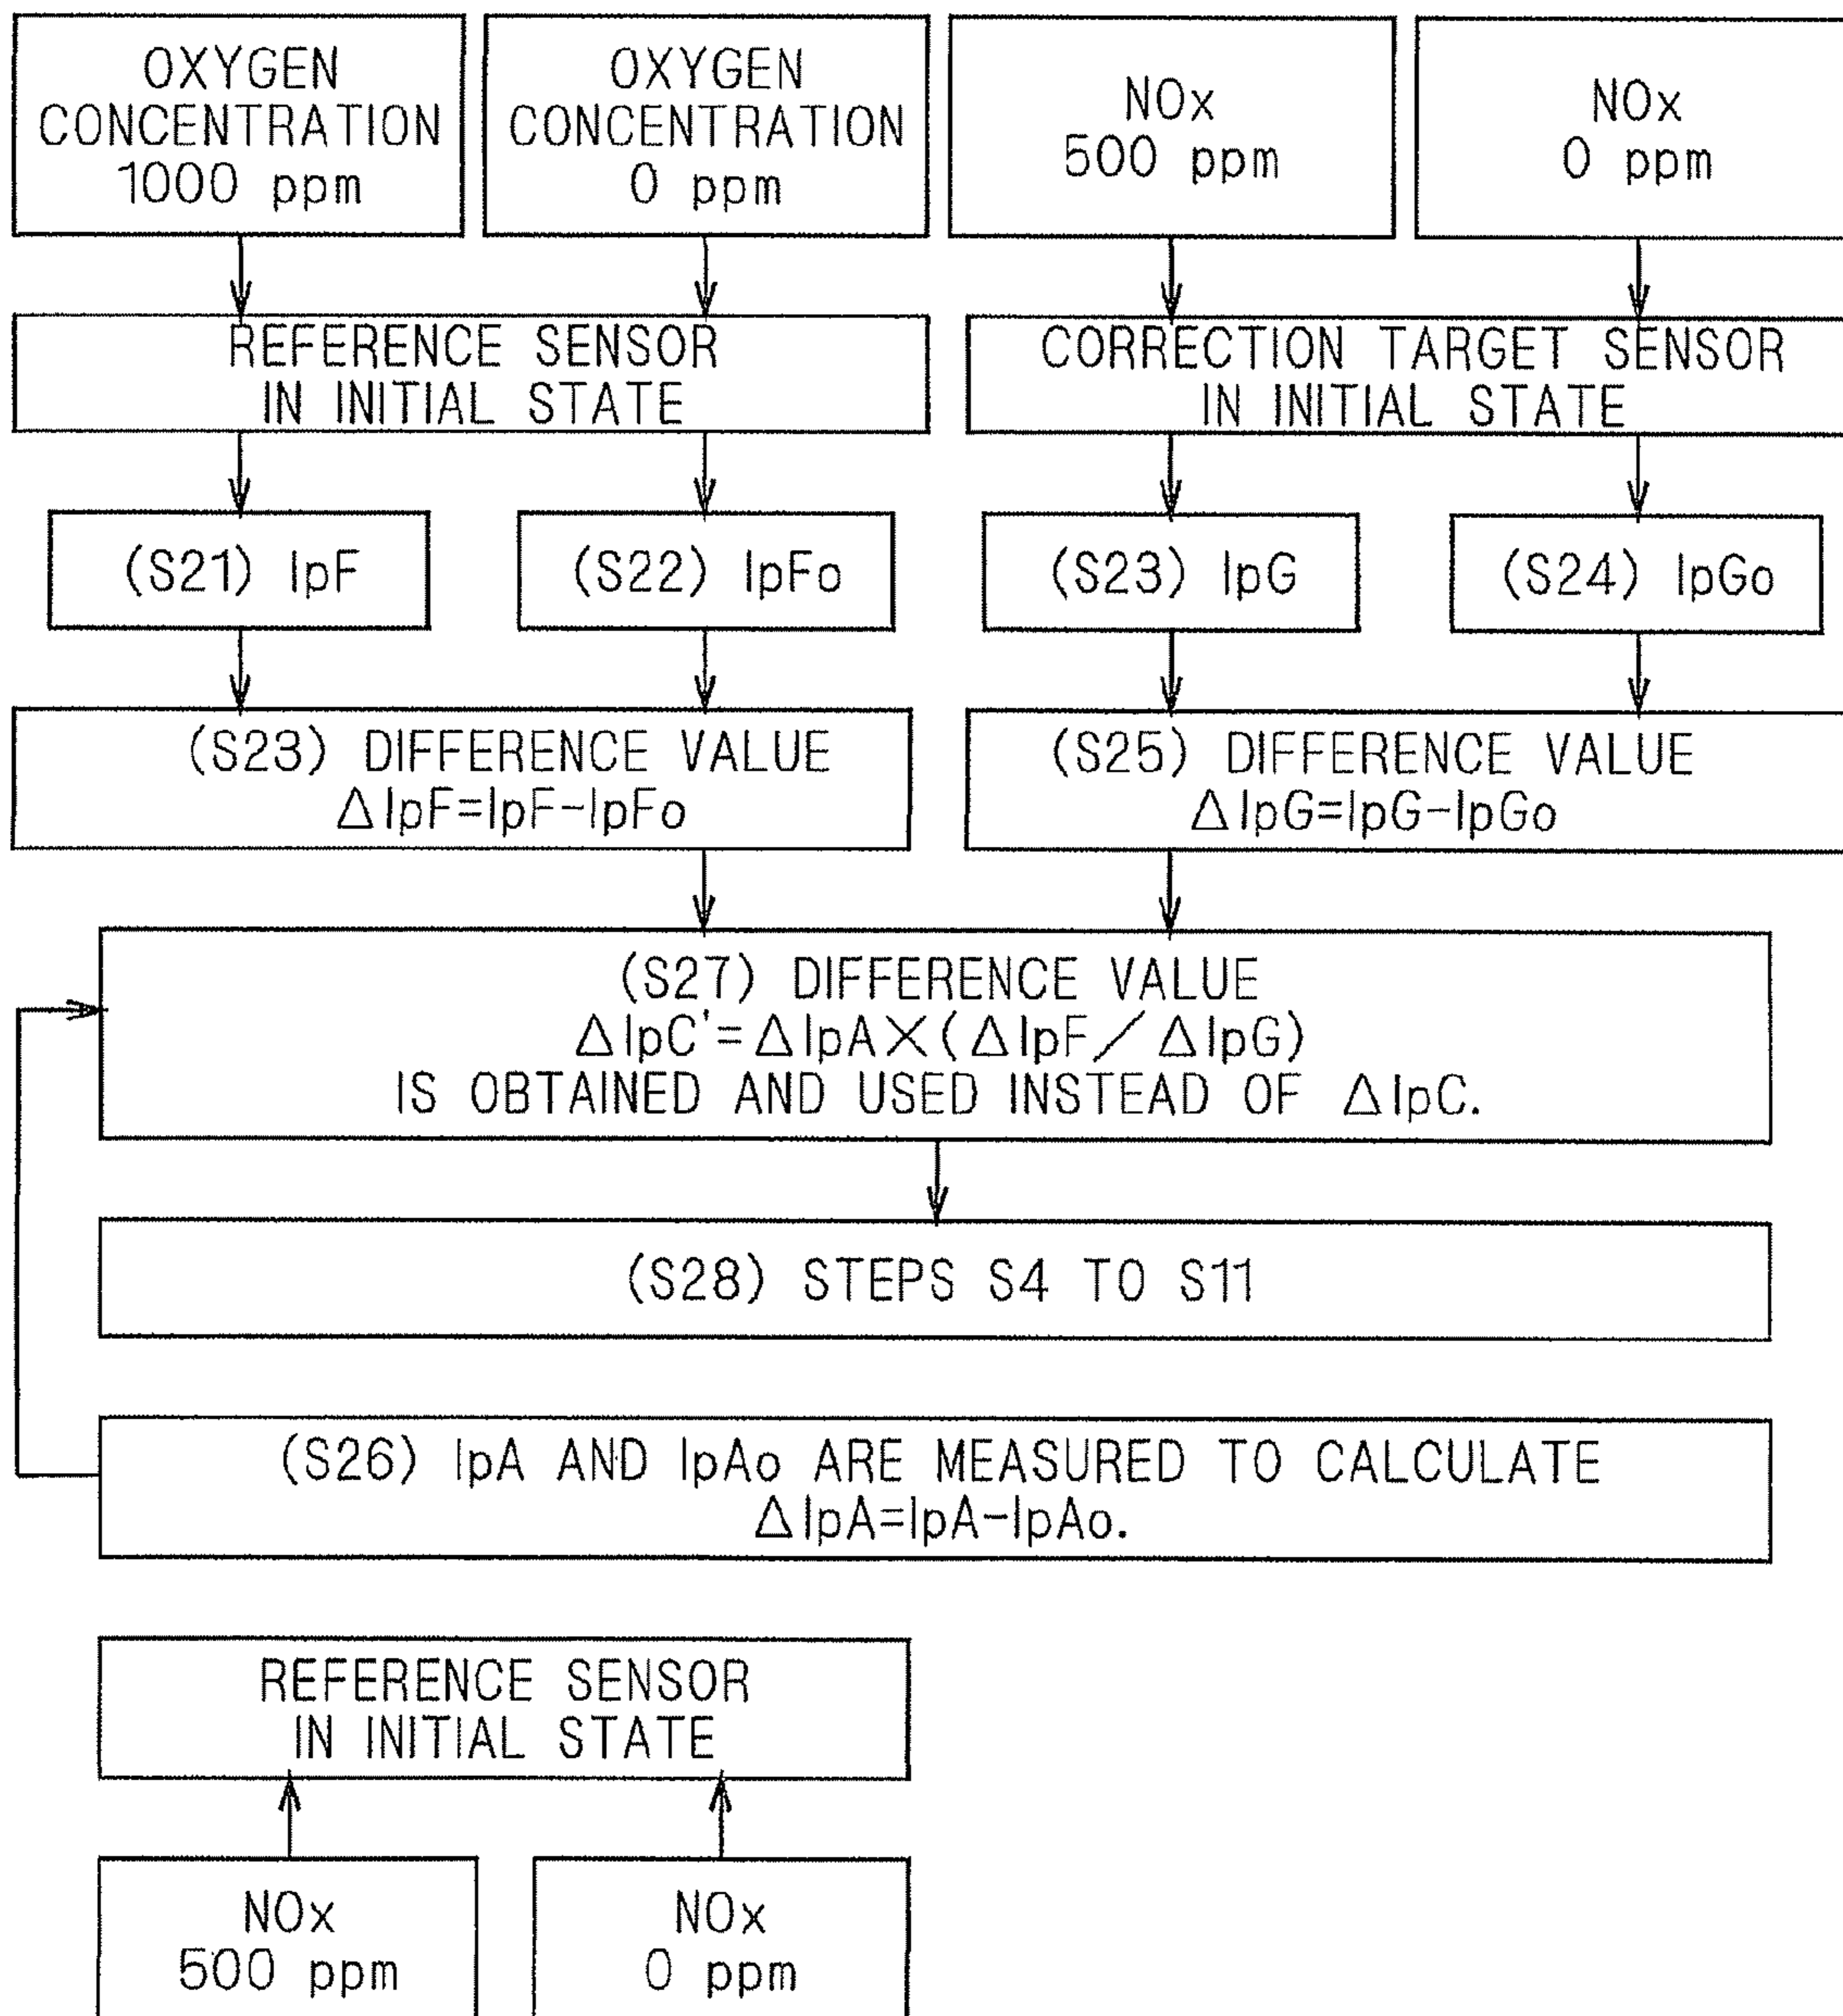 OXYGEN
CONCENTRATION
1000 ppm
OXYGEN
CONCENTRATION
0 ppm
NOx
500 ppm
NOx
0 ppm
REFERENCE SENSOR
IN INITIAL STATE
CORRECTION TARGET SENSOR
IN INITIAL STATE
(S21) IpF
(S22) IpFo
(S23) IpG
(S24) IpGo
(S23) DIFFERENCE VALUE
ΔIpF=IpF-IpFo
(S25) DIFFERENCE VALUE
ΔIpG=IpG-IpGo
(S27) DIFFERENCE VALUE
ΔIpC'=ΔIpA×(ΔIpF/ΔIpG)
IS OBTAINED AND USED INSTEAD OF ΔIpC.
(S28) STEPS S4 TO S11
(S26) IpA AND IpAo ARE MEASURED TO CALCULATE
ΔIpA=IpA-IpAo.
REFERENCE SENSOR
IN INITIAL STATE
NOx
500 ppm
NOx
0 ppm